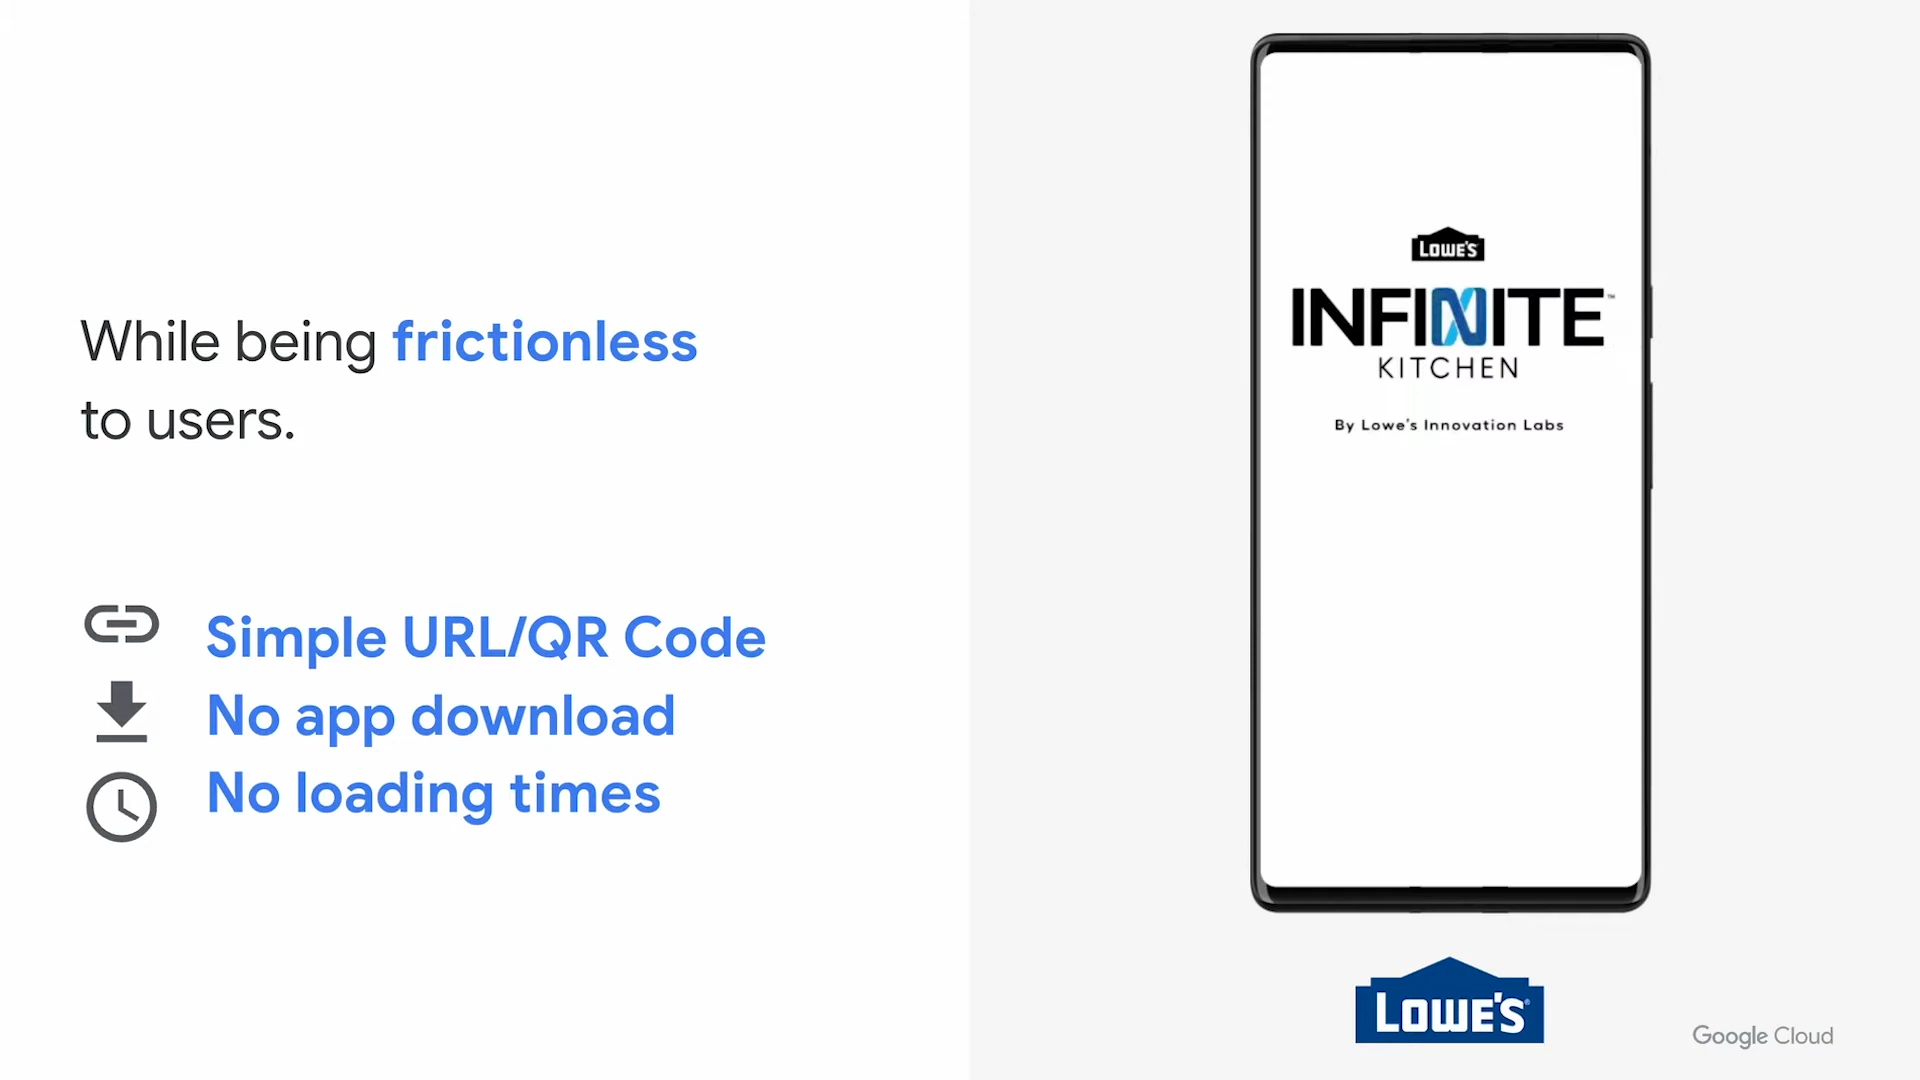 While being frictionless
to users.
Simple URL/QR Code
No app download
No loading times
LOWE'S
INFINITE™
KITCHEN
By Lowe's Innovation Labs
LOWE'S®
Google Cloud